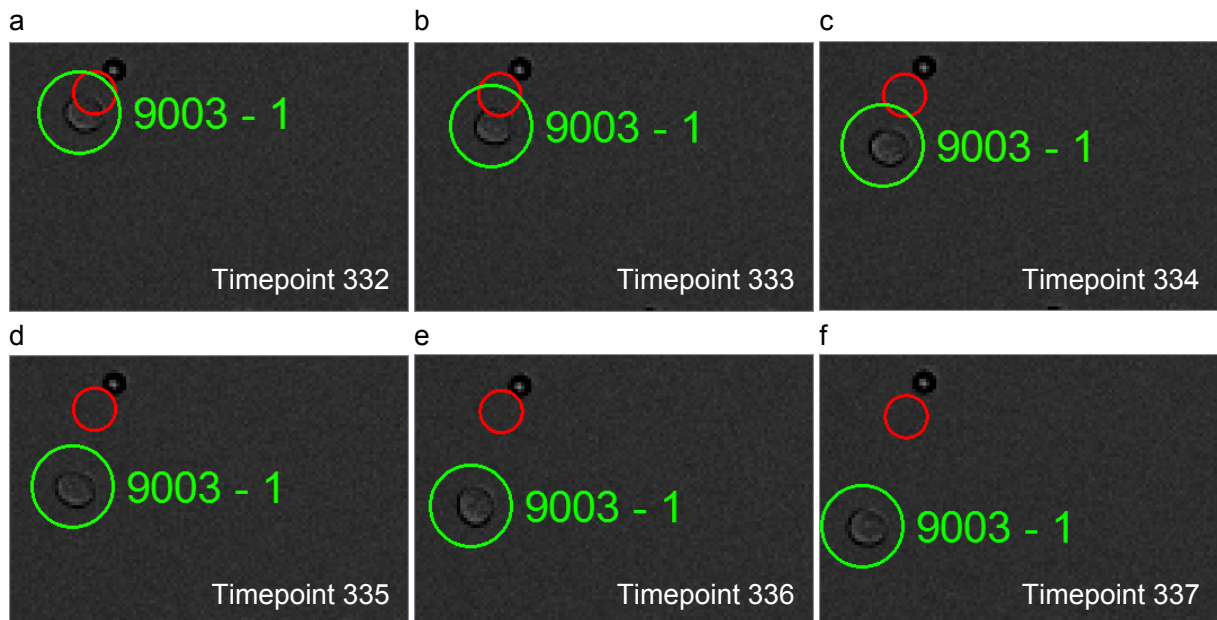 a
b
c
9003 - 1
9003 - 1
9003 - 1
Timepoint 332
Timepoint 333
Timepoint 334
d
e
f
9003 - 1
9003 - 1
9003 - 1
Timepoint 335
Timepoint 336
Timepoint 337